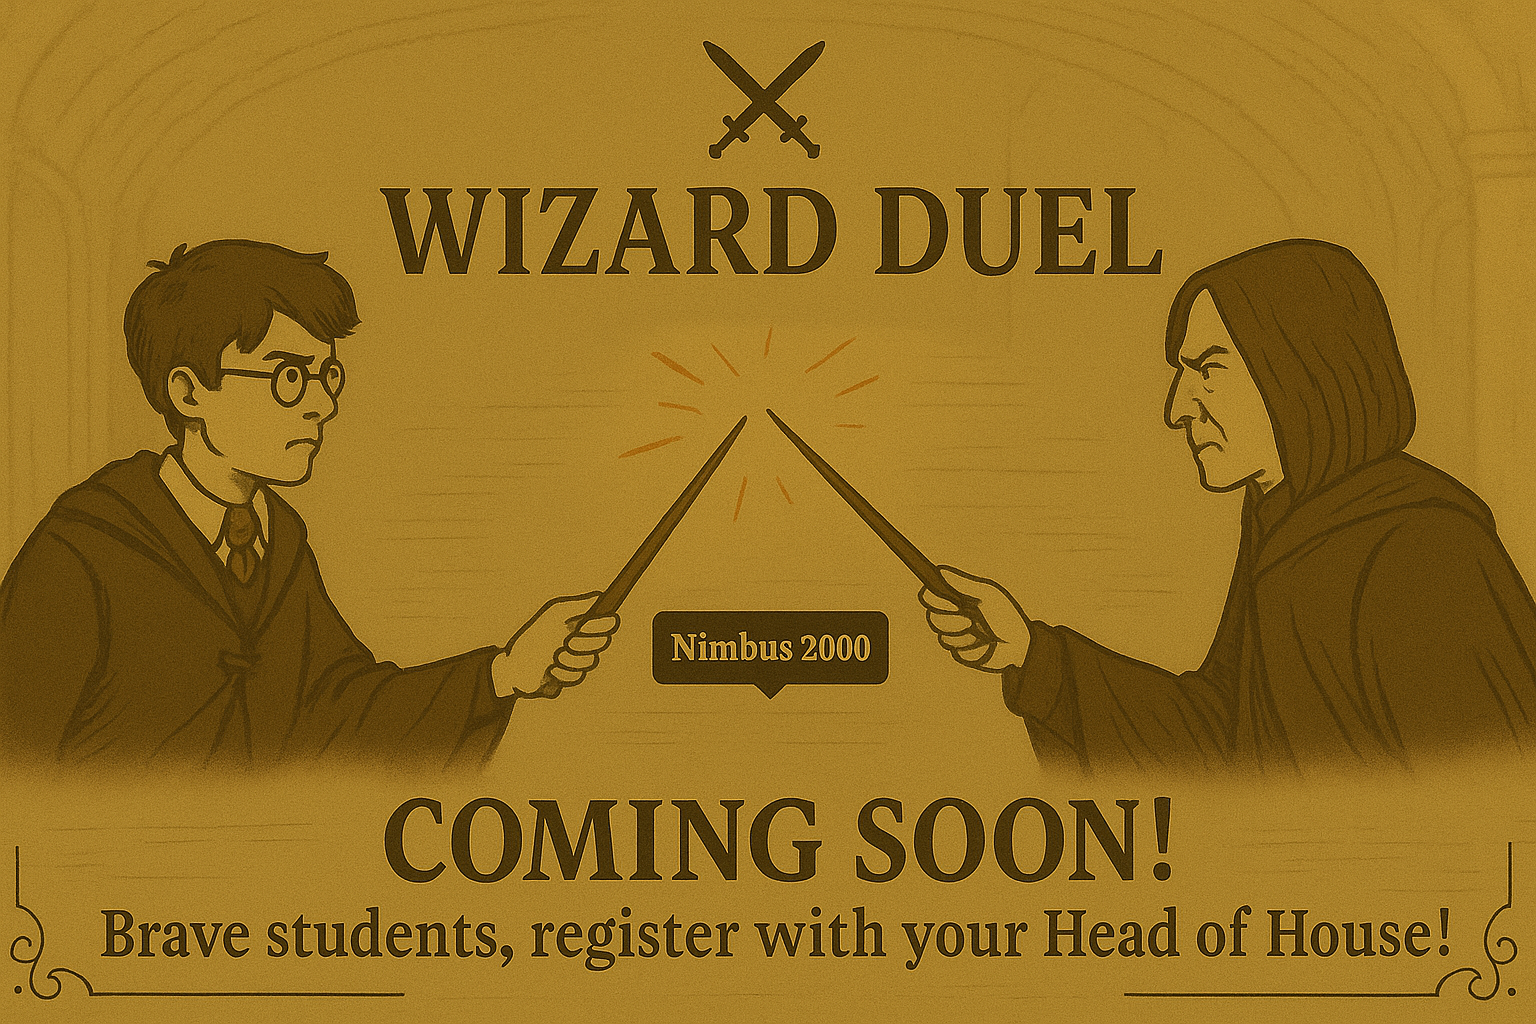 WIZARD DUEL
Nimbus 2000
COMING SOON!
Brave students, register with your Head of House!